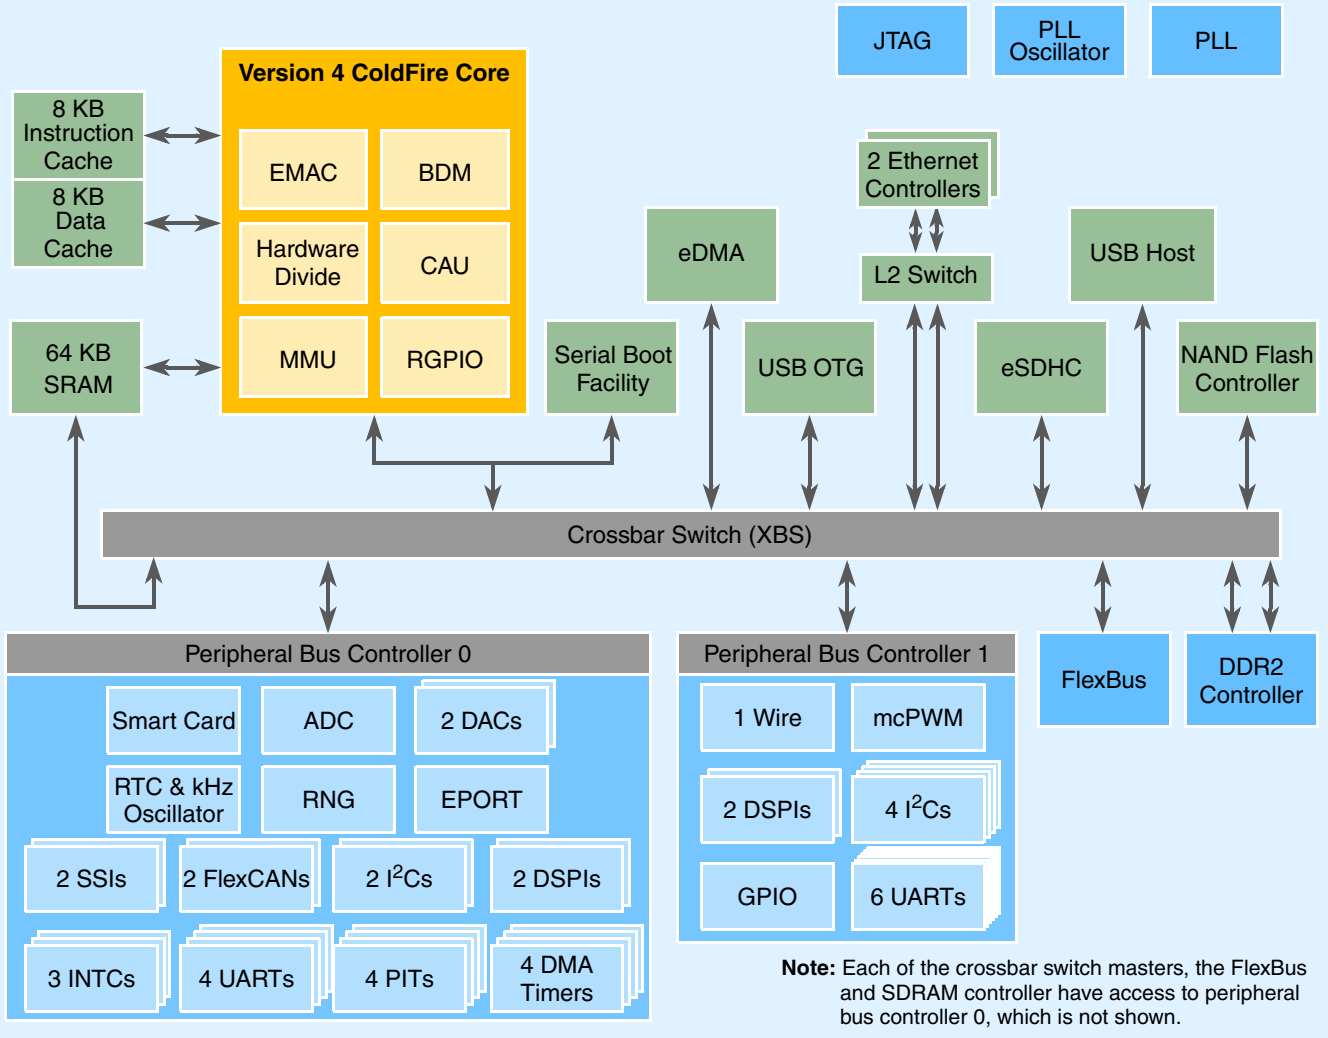 JTAG
PLL
Oscillator
PLL
Version 4 ColdFire Core
8 KB
Instruction
Cache
8 KB
Data
Cache
EMAC
BDM
Hardware
Divide
CAU
MMU
RGPIO
64 KB
SRAM
Serial Boot
Facility
eDMA
USB OTG
2 Ethernet
Controllers
L2 Switch
eSDHC
USB Host
NAND Flash
Controller
Crossbar Switch (XBS)
Peripheral Bus Controller 0
Smart Card
ADC
2 DACs
RTC & kHz
Oscillator
RNG
EPORT
2 SSIs
2 FlexCANs
2 I²Cs
2 DSPIs
3 INTCs
4 UARTs
4 PITs
4 DMA
Timers
Peripheral Bus Controller 1
1 Wire
mcPWM
2 DSPIs
4 I²Cs
GPIO
6 UARTs
FlexBus
DDR2
Controller
Note: Each of the crossbar switch masters, the FlexBus
and SDRAM controller have access to peripheral
bus controller 0, which is not shown.